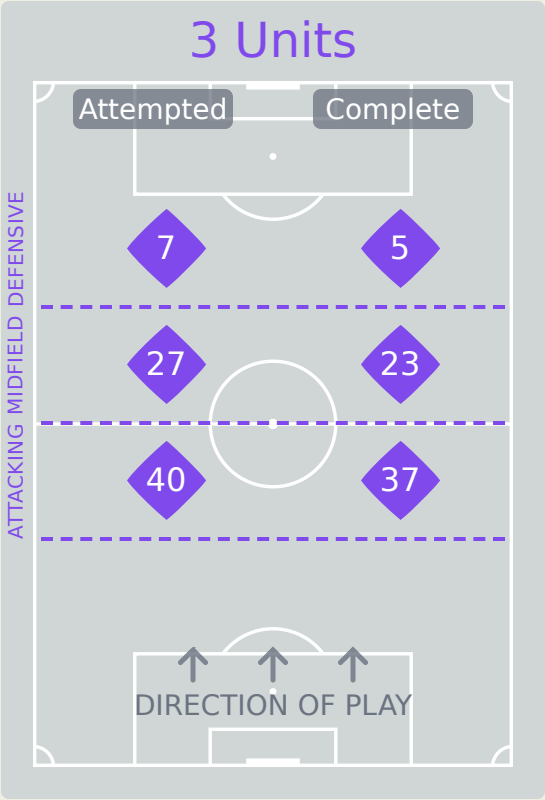 3 Units
Attempted Complete
7 5
27 23
40 37
ATTACKING MIDFIELD DEFENSIVE
DIRECTION OF PLAY